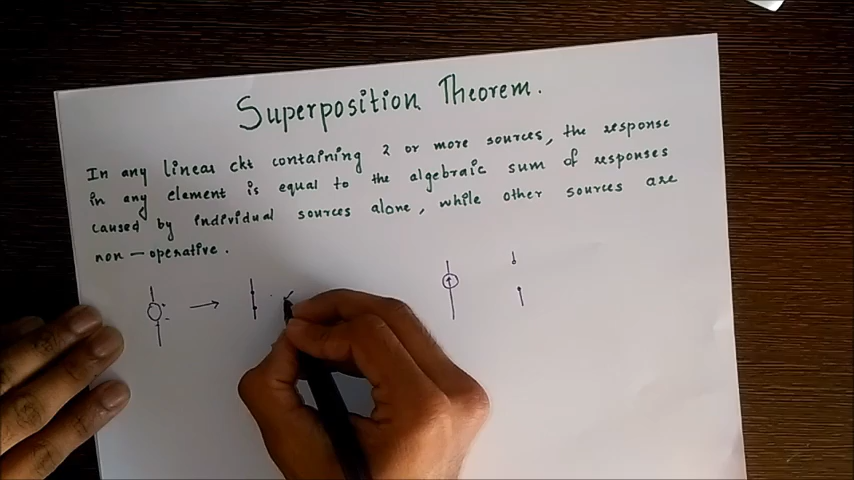 Superposition Theorem.
In any linear ckt containing 2 or more sources, the response
in any element is equal to the algebraic sum of responses
caused by individual sources alone, while other sources are
non-operative.